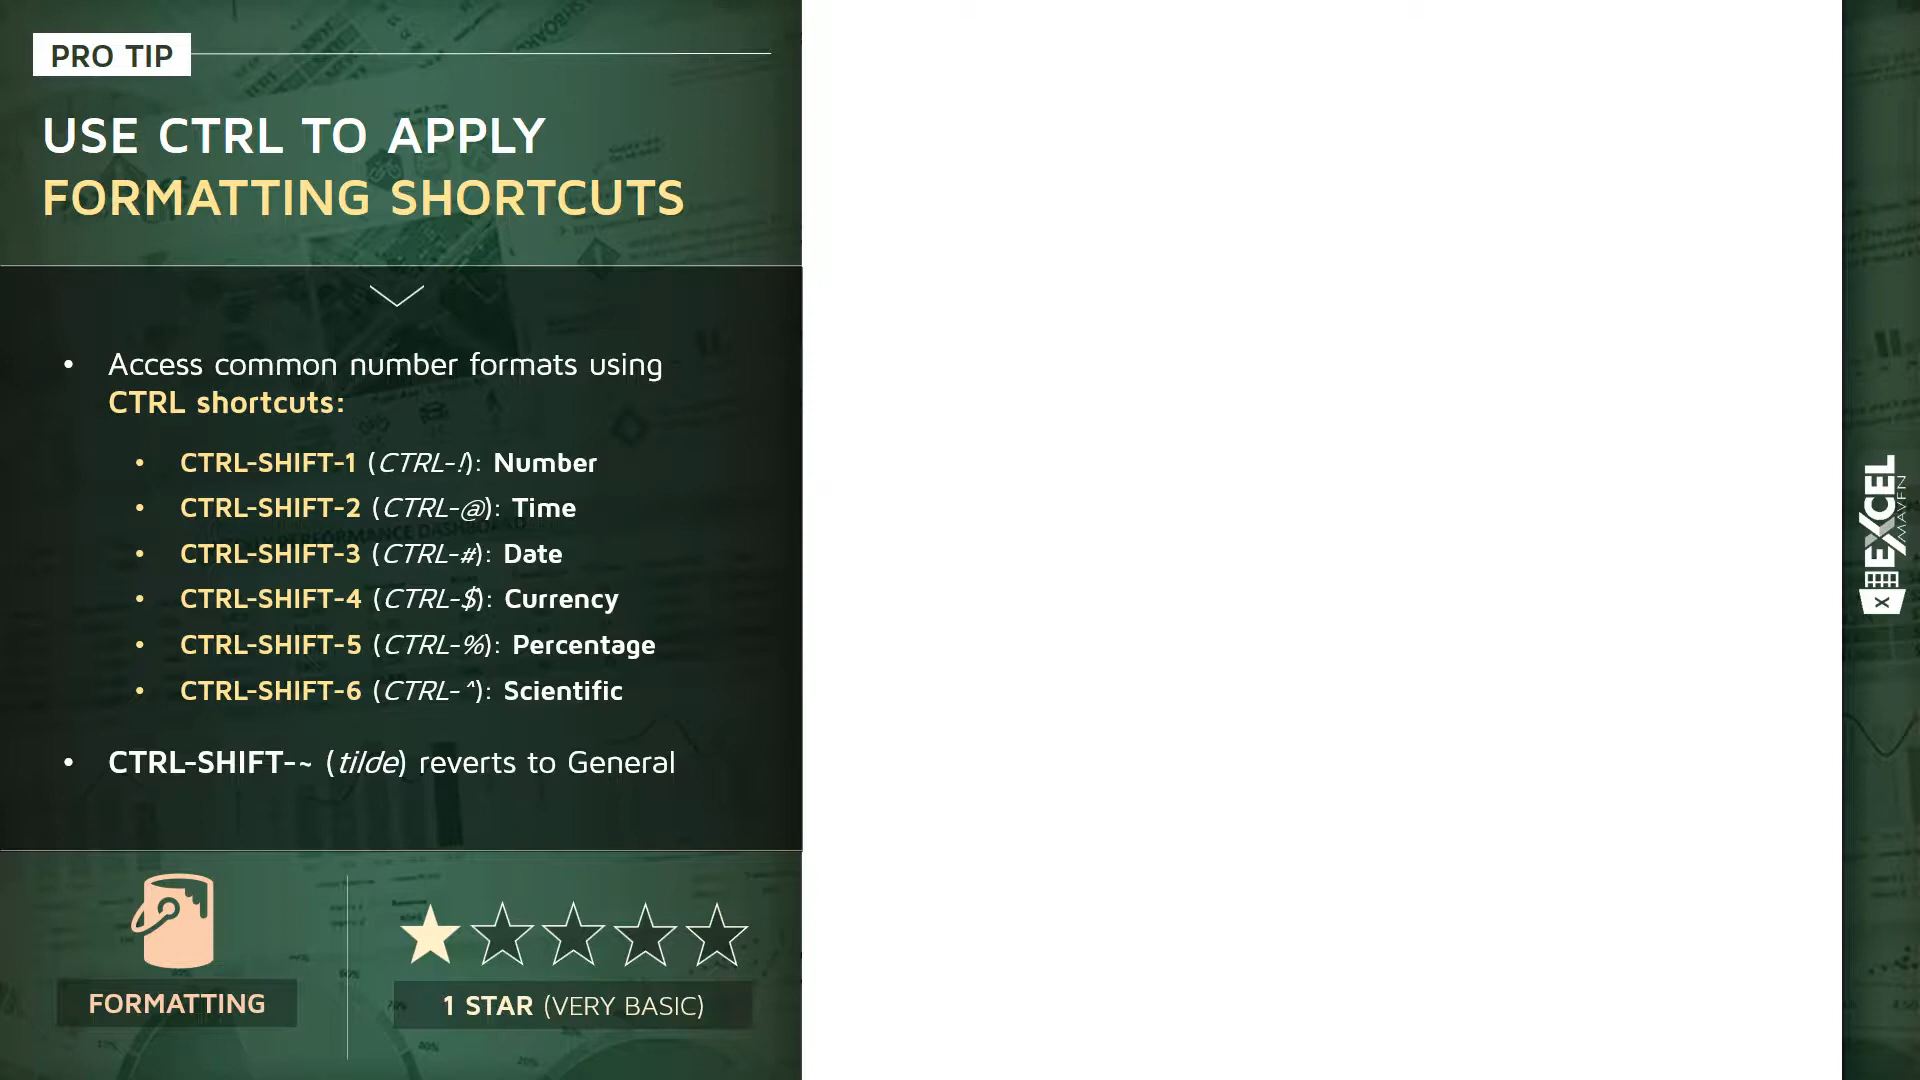 PRO TIP
USE CTRL TO APPLY
FORMATTING SHORTCUTS
• Access common number formats using
CTRL shortcuts:
• CTRL-SHIFT-1 (CTRL-!): Number
• CTRL-SHIFT-2 (CTRL-@): Time
• CTRL-SHIFT-3 (CTRL-#): Date
• CTRL-SHIFT-4 (CTRL-$): Currency
• CTRL-SHIFT-5 (CTRL-%): Percentage
• CTRL-SHIFT-6 (CTRL-^): Scientific
• CTRL-SHIFT-~ (tilde) reverts to General
FORMATTING
1 STAR (VERY BASIC)
X EXCEL
MAVEN